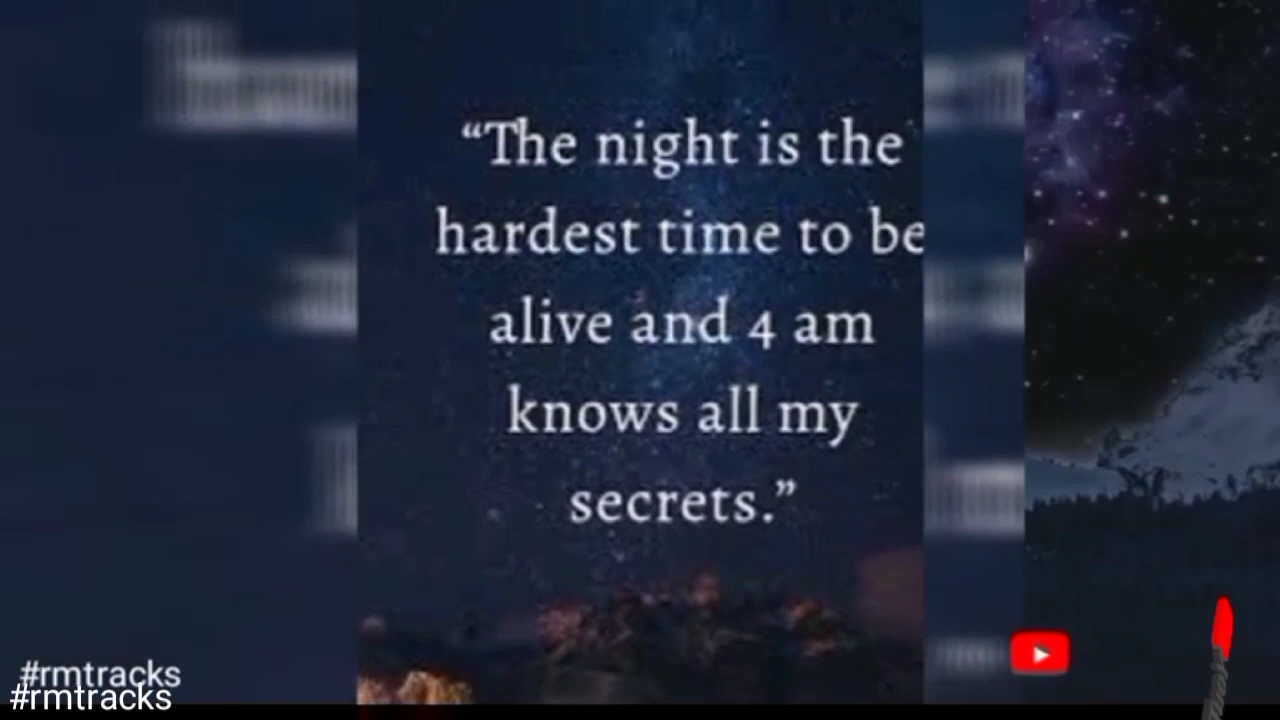 “The night is the
hardest time to be
alive and 4 am
knows all my
secrets.”
#rmtracks
#rmtracks